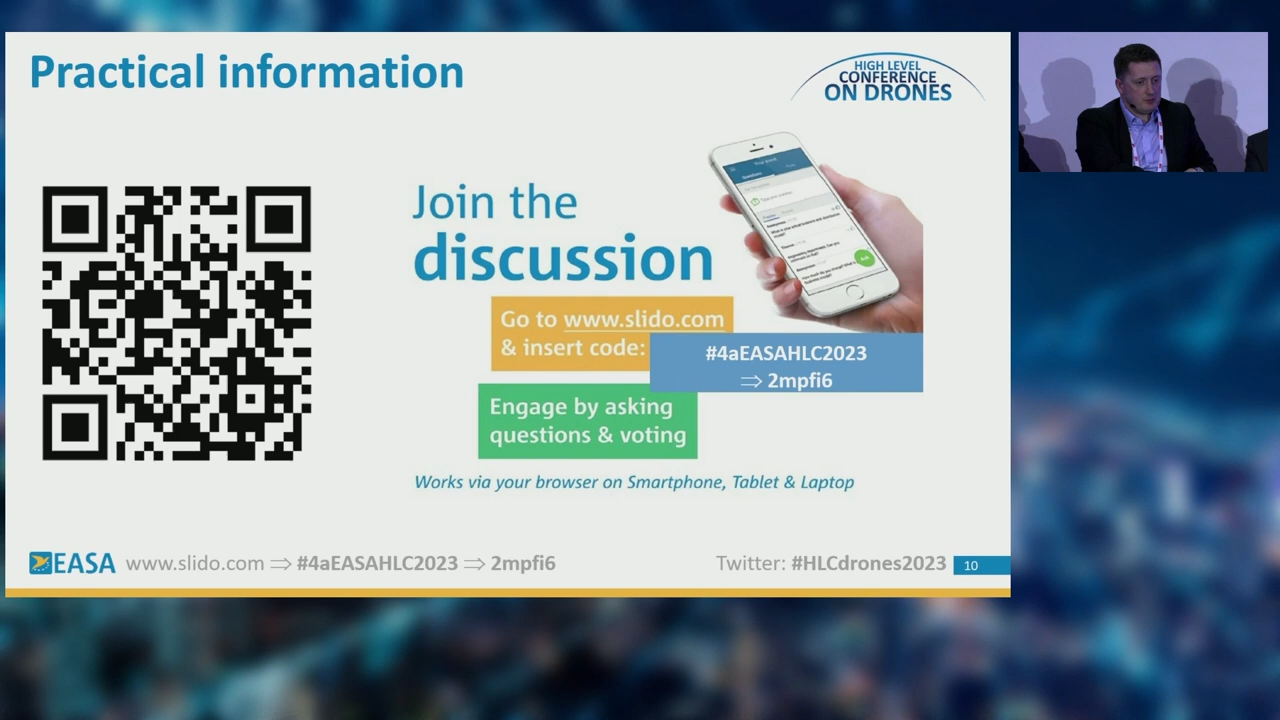 Practical information
HIGH LEVEL
CONFERENCE
ON DRONES
Join the
discussion
Go to www.slido.com
& insert code:
#4aEASAHLC2023
⇒ 2mpfi6
Engage by asking
questions & voting
Works via your browser on Smartphone, Tablet & Laptop
EASA www.slido.com ⇒ #4aEASAHLC2023 ⇒ 2mpfi6
Twitter: #HLCdrones2023
10